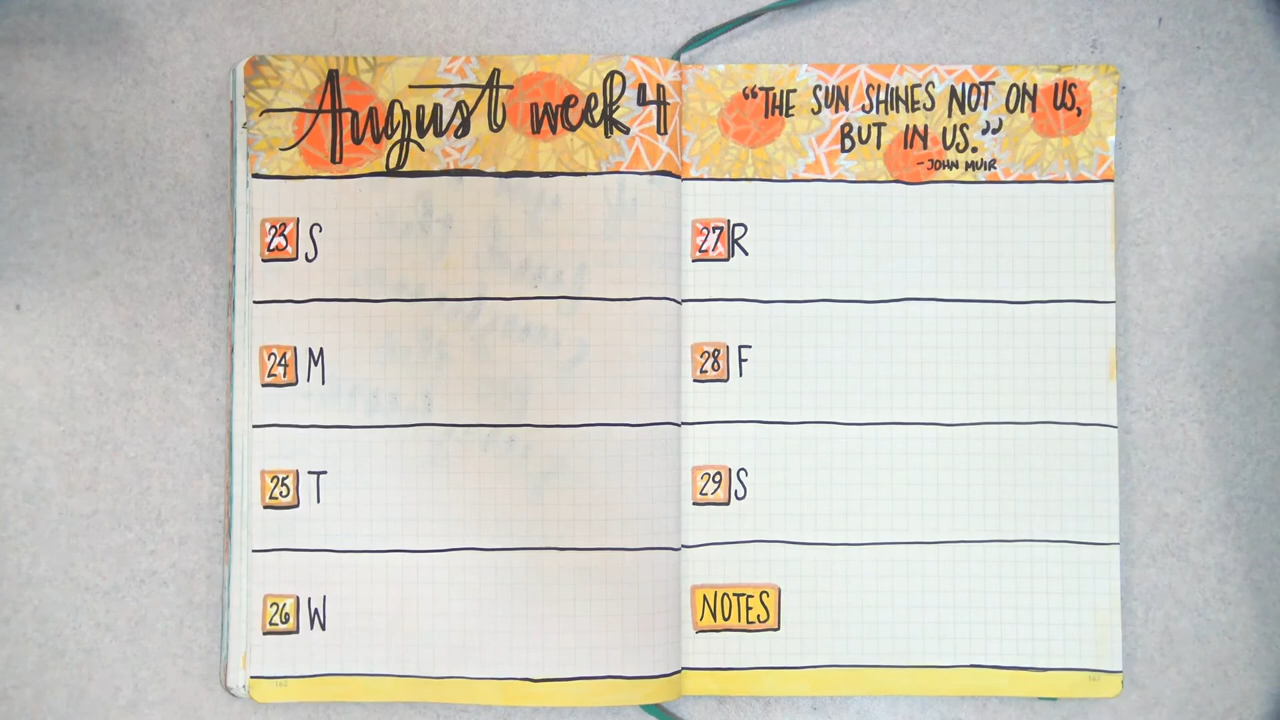 August week 4
“THE SUN SHINES NOT ON US,
BUT IN US.”
-JOHN MUIR
23 S
24 M
25 T
26 W
27 R
28 F
29 S
NOTES
162